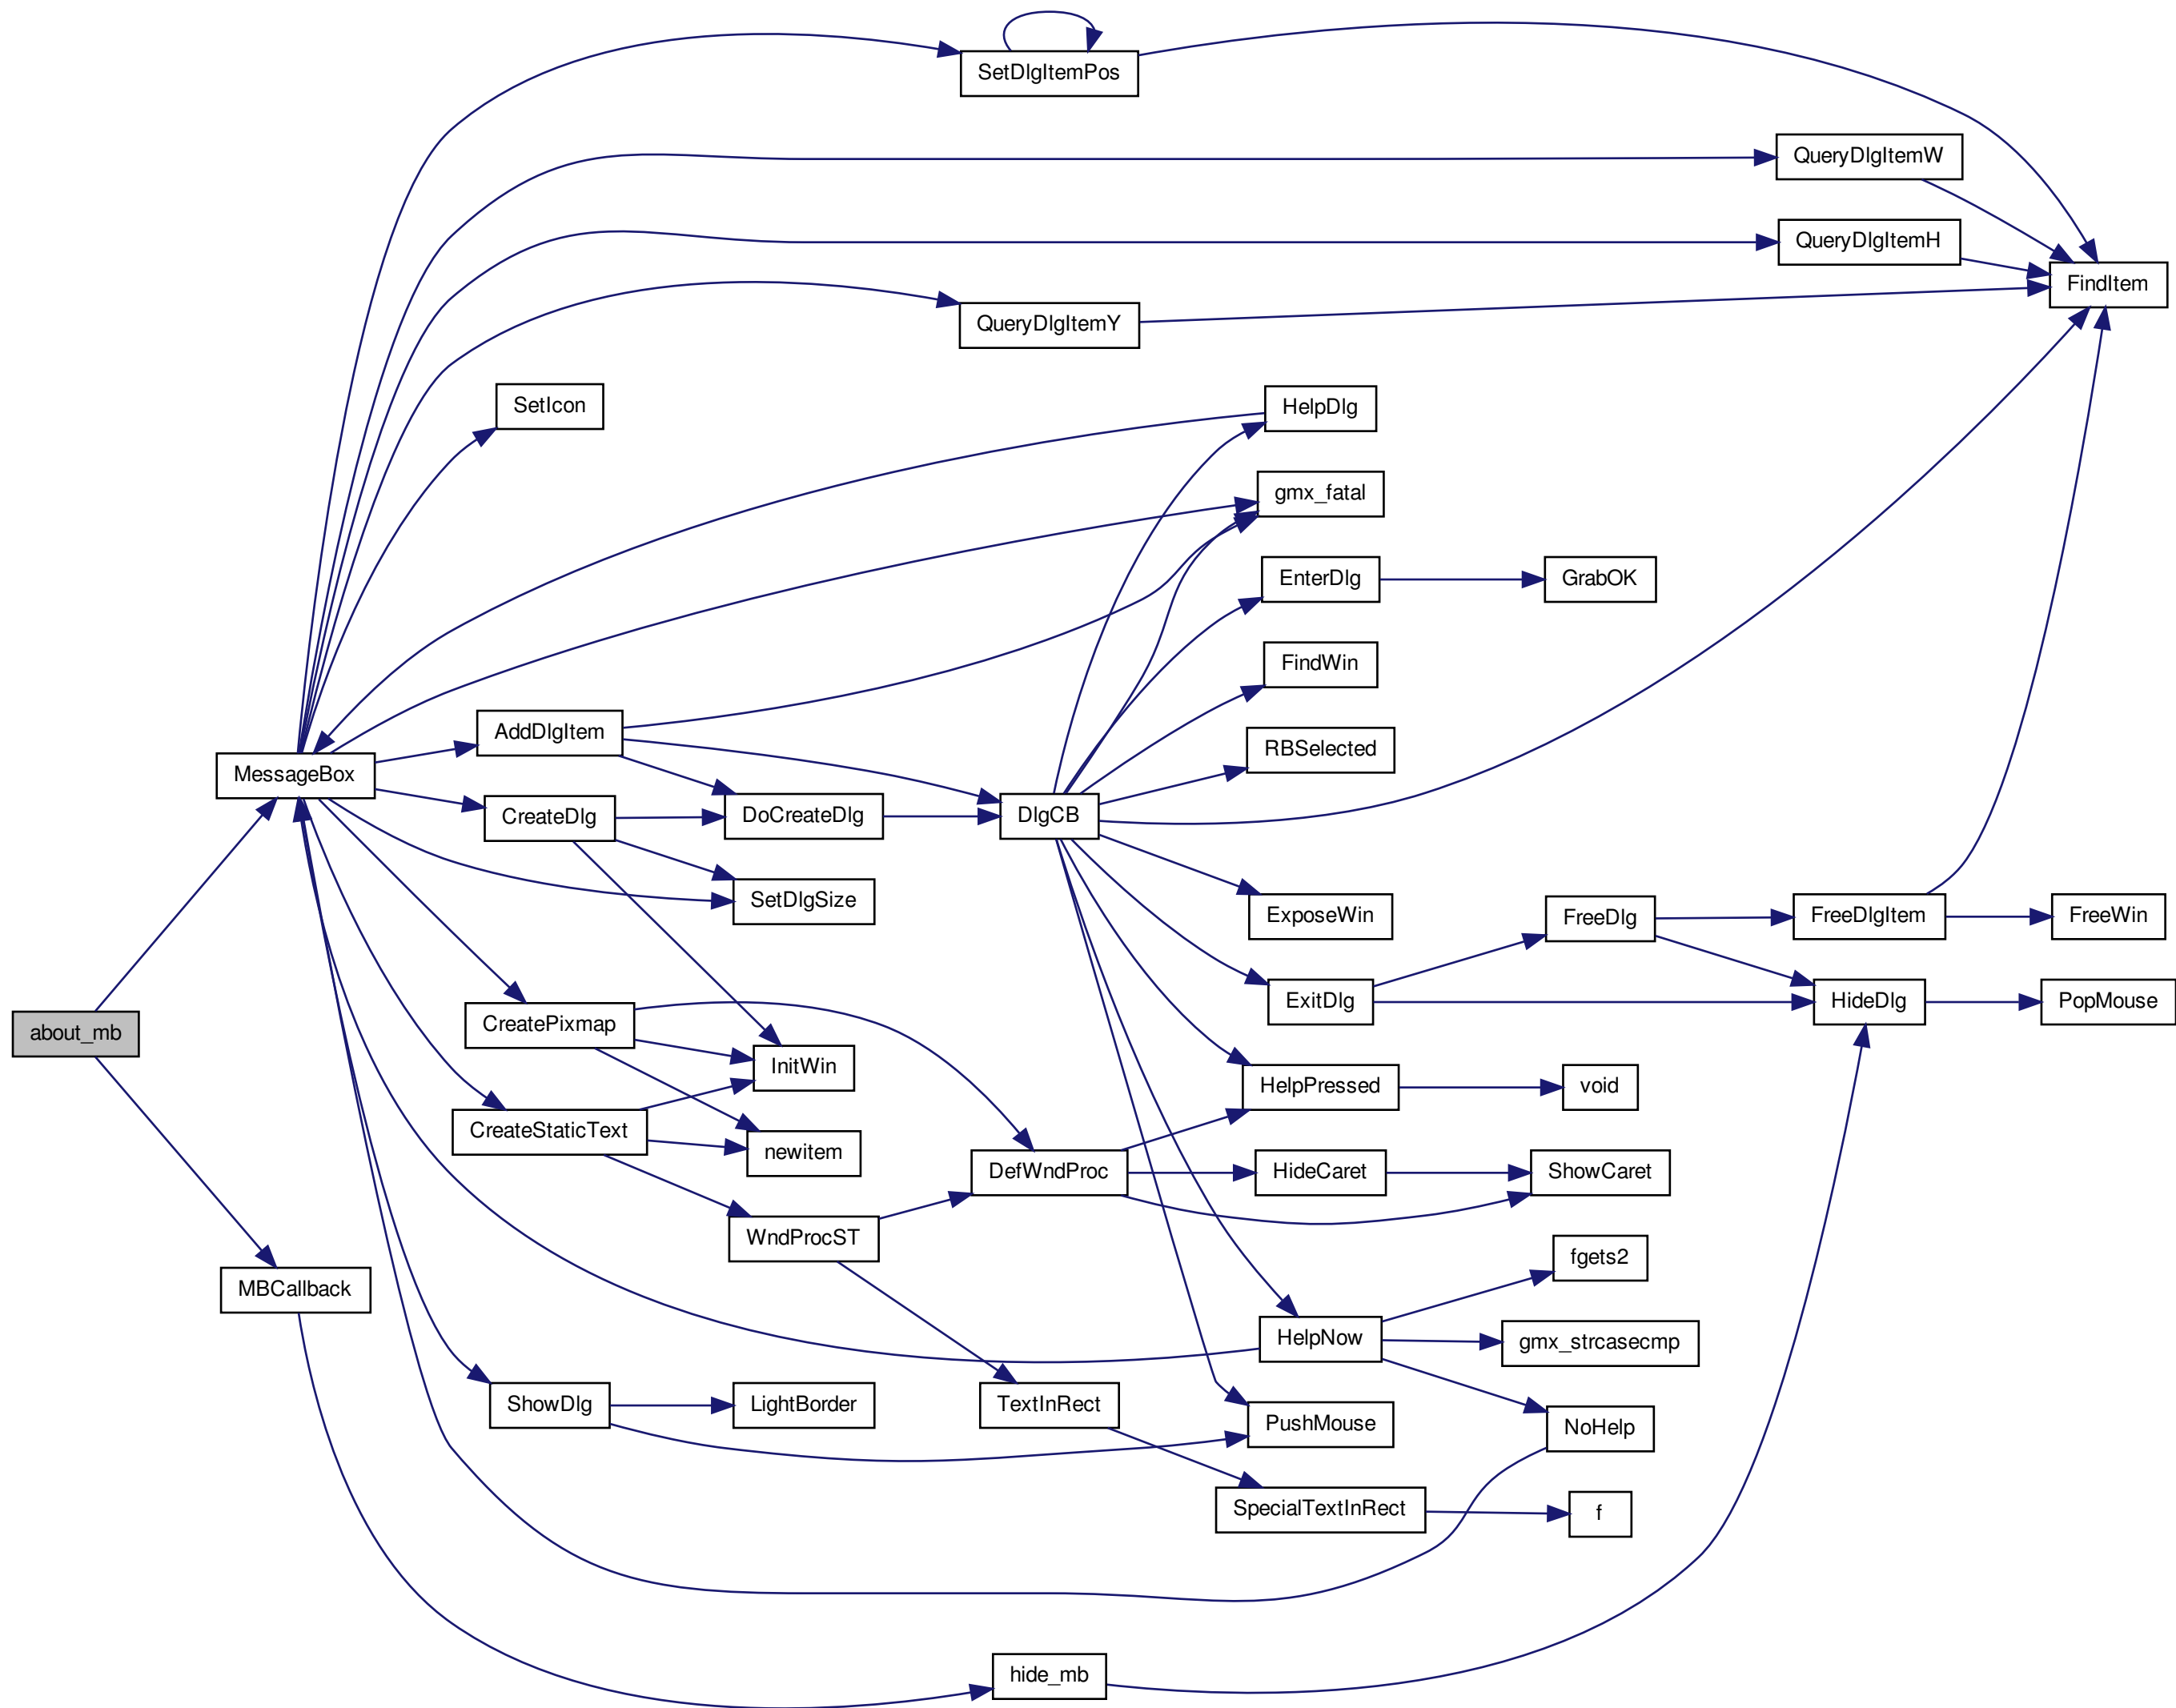 SetDlgItemPos
QueryDlgItemW
QueryDlgItemH
FindItem
QueryDlgItemY
SetIcon
HelpDlg
gmx_fatal
EnterDlg
GrabOK
FindWin
AddDlgItem
RBSelected
MessageBox
CreateDlg
DoCreateDlg
DlgCB
SetDlgSize
ExposeWin
FreeDlg
FreeDlgItem
FreeWin
ExitDlg
HideDlg
PopMouse
CreatePixmap
about_mb
InitWin
HelpPressed
void
CreateStaticText
newitem
DefWndProc
HideCaret
ShowCaret
WndProcST
fgets2
MBCallback
HelpNow
gmx_strcasecmp
ShowDlg
LightBorder
TextInRect
PushMouse
NoHelp
SpecialTextInRect
f
hide_mb